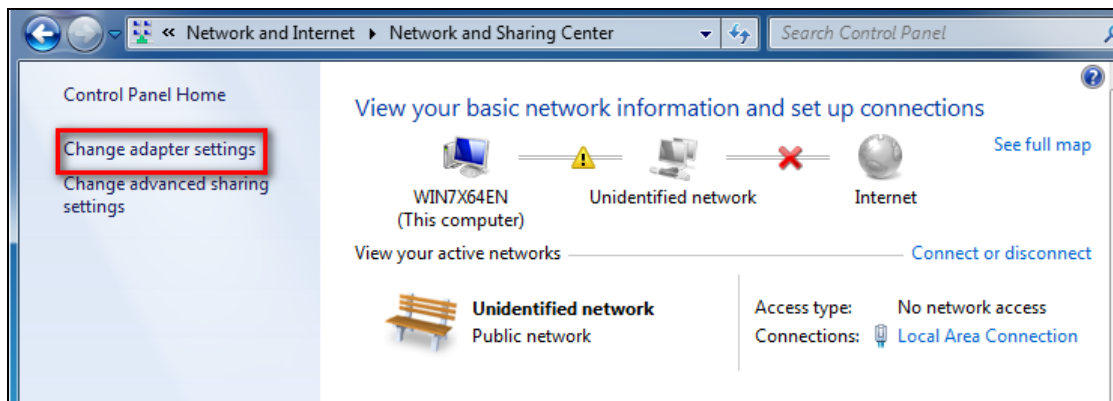 « Network and Internet ▸ Network and Sharing Center
Search Control Panel
Control Panel Home
Change adapter settings
Change advanced sharing
settings
View your basic network information and set up connections
See full map
WIN7X64EN
(This computer)
Unidentified network
Internet
View your active networks
Connect or disconnect
Unidentified network
Public network
Access type: No network access
Connections: Local Area Connection